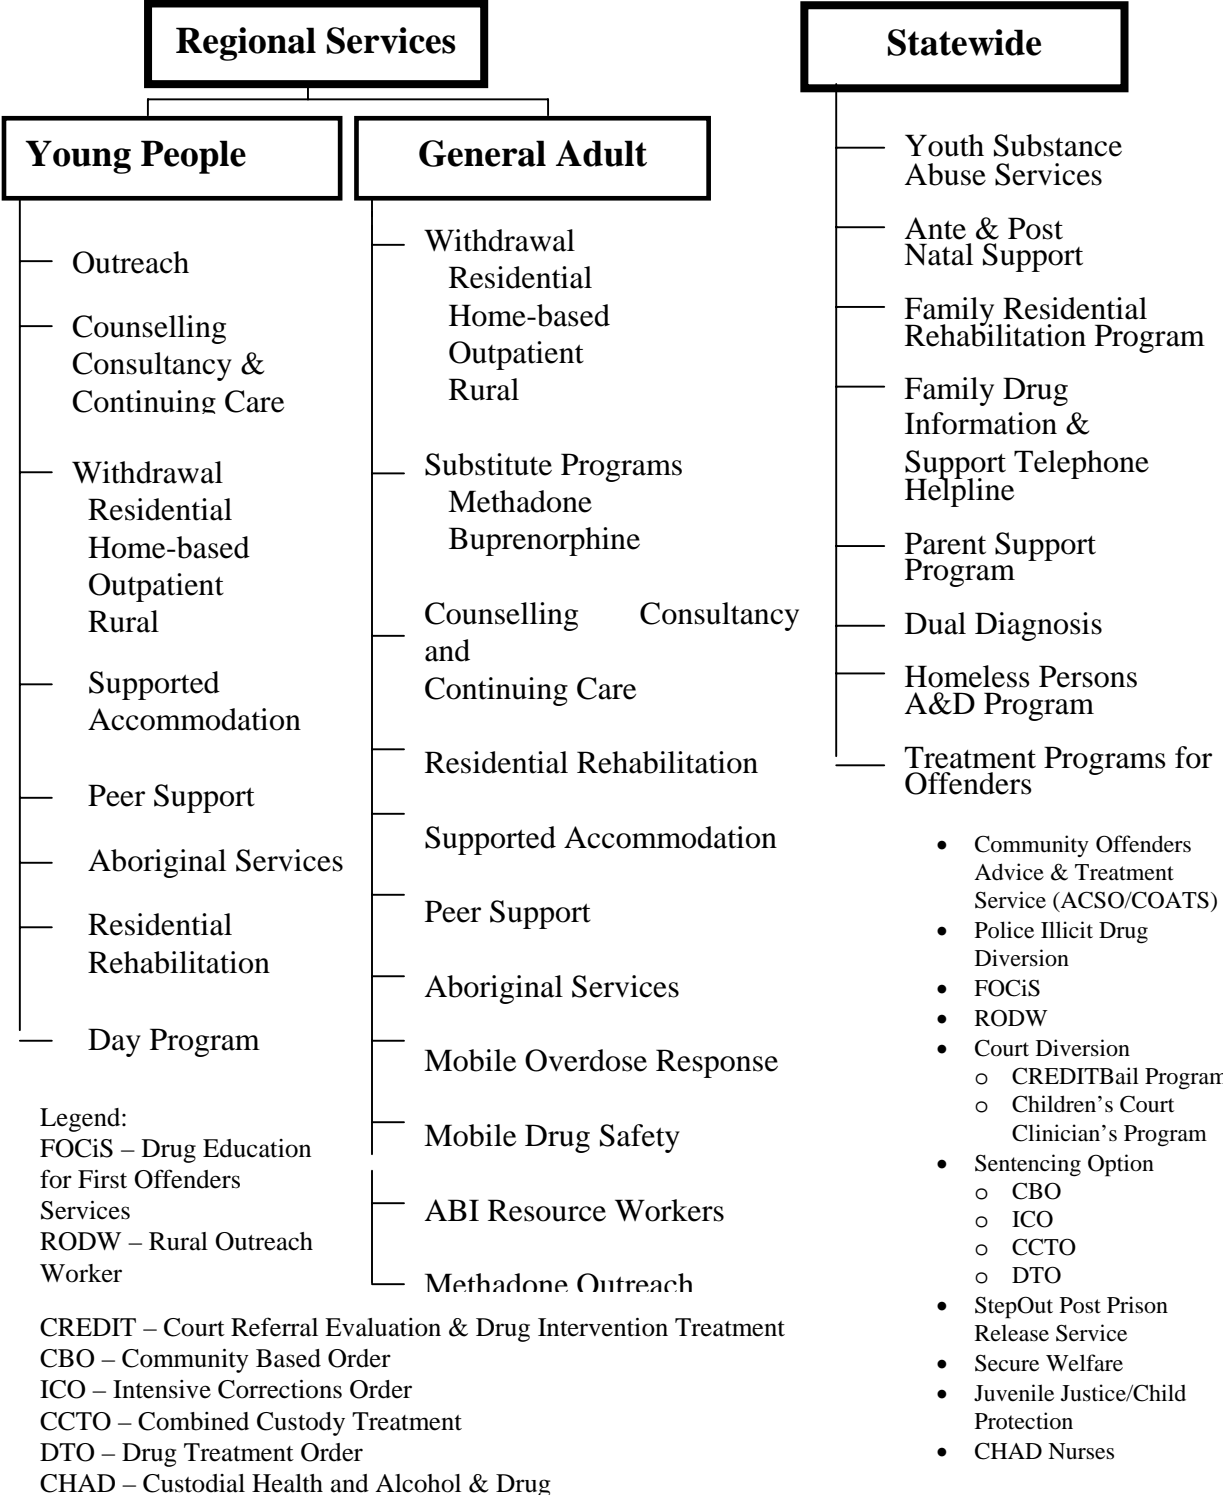 Regional Services
Statewide
Young People
General Adult
Outreach
Counselling
Consultancy &
Continuing Care
Withdrawal
Residential
Home-based
Outpatient
Rural
Supported
Accommodation
Peer Support
Aboriginal Services
Residential
Rehabilitation
Day Program
Withdrawal
Residential
Home-based
Outpatient
Rural
Substitute Programs
Methadone
Buprenorphine
Counselling Consultancy
and
Continuing Care
Residential Rehabilitation
Supported Accommodation
Peer Support
Aboriginal Services
Mobile Overdose Response
Mobile Drug Safety
ABI Resource Workers
Methadone Outreach
Youth Substance
Abuse Services
Ante & Post
Natal Support
Family Residential
Rehabilitation Program
Family Drug
Information &
Support Telephone
Helpline
Parent Support
Program
Dual Diagnosis
Homeless Persons
A&D Program
Treatment Programs for
Offenders
• Community Offenders
Advice & Treatment
Service (ACSO/COATS)
• Police Illicit Drug
Diversion
• FOCiS
• RODW
• Court Diversion
o CREDITBail Program
o Children’s Court
Clinician’s Program
• Sentencing Option
o CBO
o ICO
o CCTO
o DTO
• StepOut Post Prison
Release Service
• Secure Welfare
• Juvenile Justice/Child
Protection
• CHAD Nurses
Legend:
FOCiS – Drug Education
for First Offenders
Services
RODW – Rural Outreach
Worker
CREDIT – Court Referral Evaluation & Drug Intervention Treatment
CBO – Community Based Order
ICO – Intensive Corrections Order
CCTO – Combined Custody Treatment
DTO – Drug Treatment Order
CHAD – Custodial Health and Alcohol & Drug